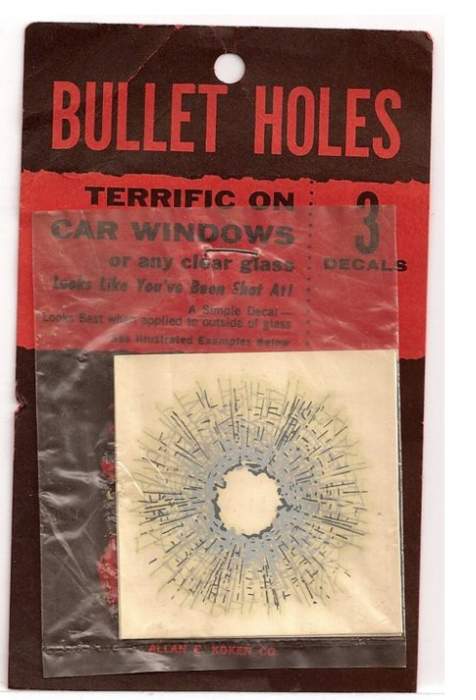 BULLET HOLES
TERRIFIC ON
CAR WINDOWS
or any clear glass
Looks Like You've Been Shot At!
A Simple Decal—
Looks Best when applied to outside of glass
See Illustrated Examples Below
3
DECALS
ALLAN E. KOKER CO.